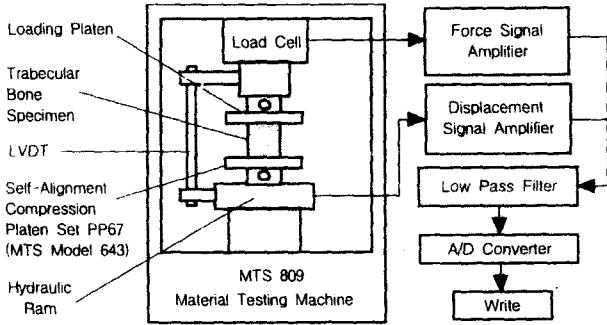 Loading Platen
Trabecular
Bone
Specimen
LVDT
Self-Alignment
Compression
Platen Set PP67
(MTS Model 643)
Hydraulic
Ram
Load Cell
MTS 809
Material Testing Machine
Force Signal
Amplifier
Displacement
Signal Amplifier
Low Pass Filter
A/D Converter
Write